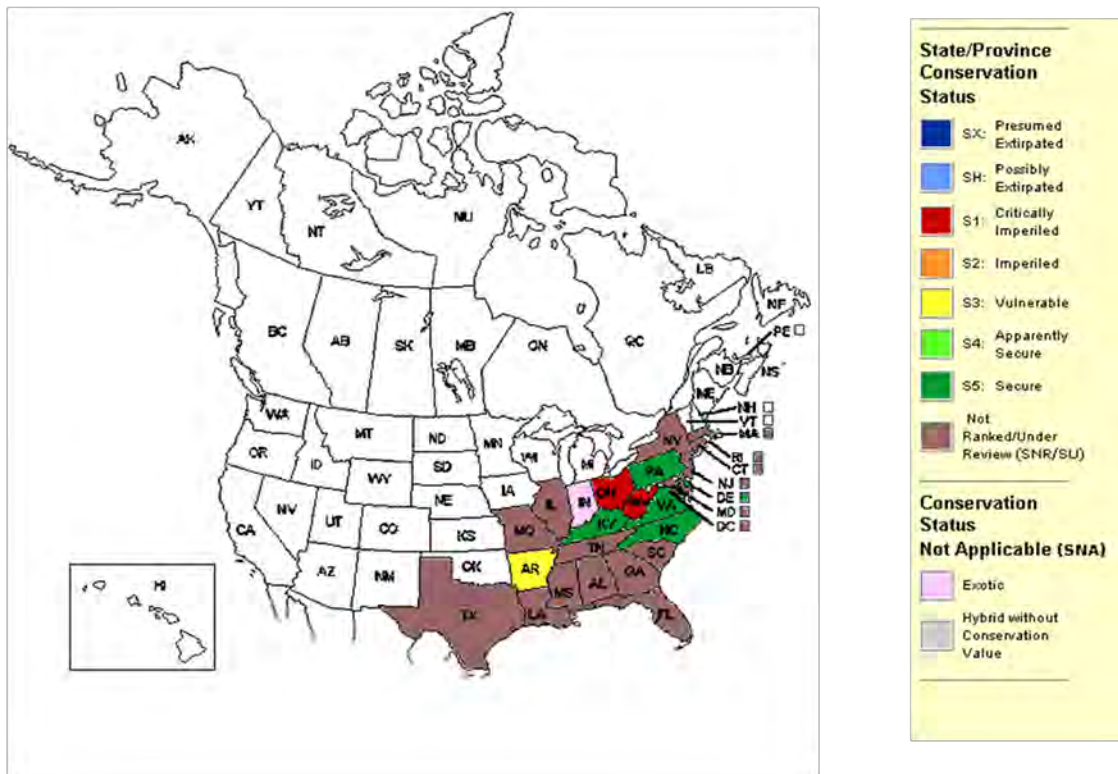 AK
YT
NT
NU
LB
NF
BC
AB
SK
MB
ON
QC
PE
NB
NS
ME
WA
MT
ND
MN
NH
VT
MA
OR
ID
WY
SD
WI
MI
NY
RI
CT
NJ
DE
MD
DC
NE
IA
IL
IN
OH
PA
WV
VA
CA
NV
UT
CO
KS
MO
KY
NC
AZ
NM
OK
AR
TN
SC
TX
LA
MS
AL
GA
FL
HI
State/Province
Conservation
Status
SX: Presumed
Extirpated
SH: Possibly
Extirpated
S1: Critically
Imperiled
S2: Imperiled
S3: Vulnerable
S4: Apparently
Secure
S5: Secure
Not
Ranked/Under
Review (SNR/SU)
Conservation
Status
Not Applicable (SNA)
Exotic
Hybrid without
Conservation
Value